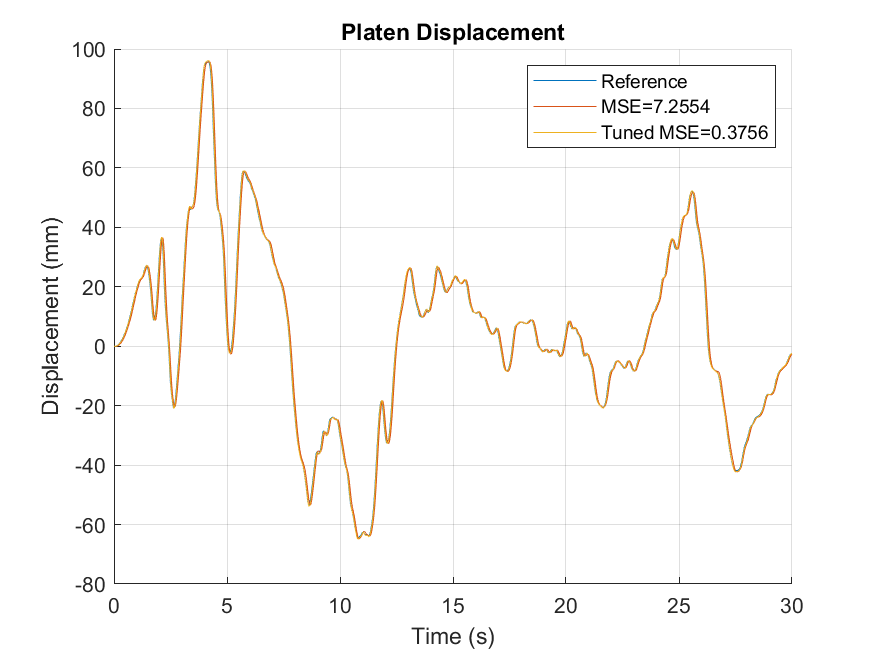 Platen Displacement
100
80
60
40
20
0
-20
-40
-60
-80
Displacement (mm)
Reference
MSE=7.2554
Tuned MSE=0.3756
0 5 10 15 20 25 30
Time (s)